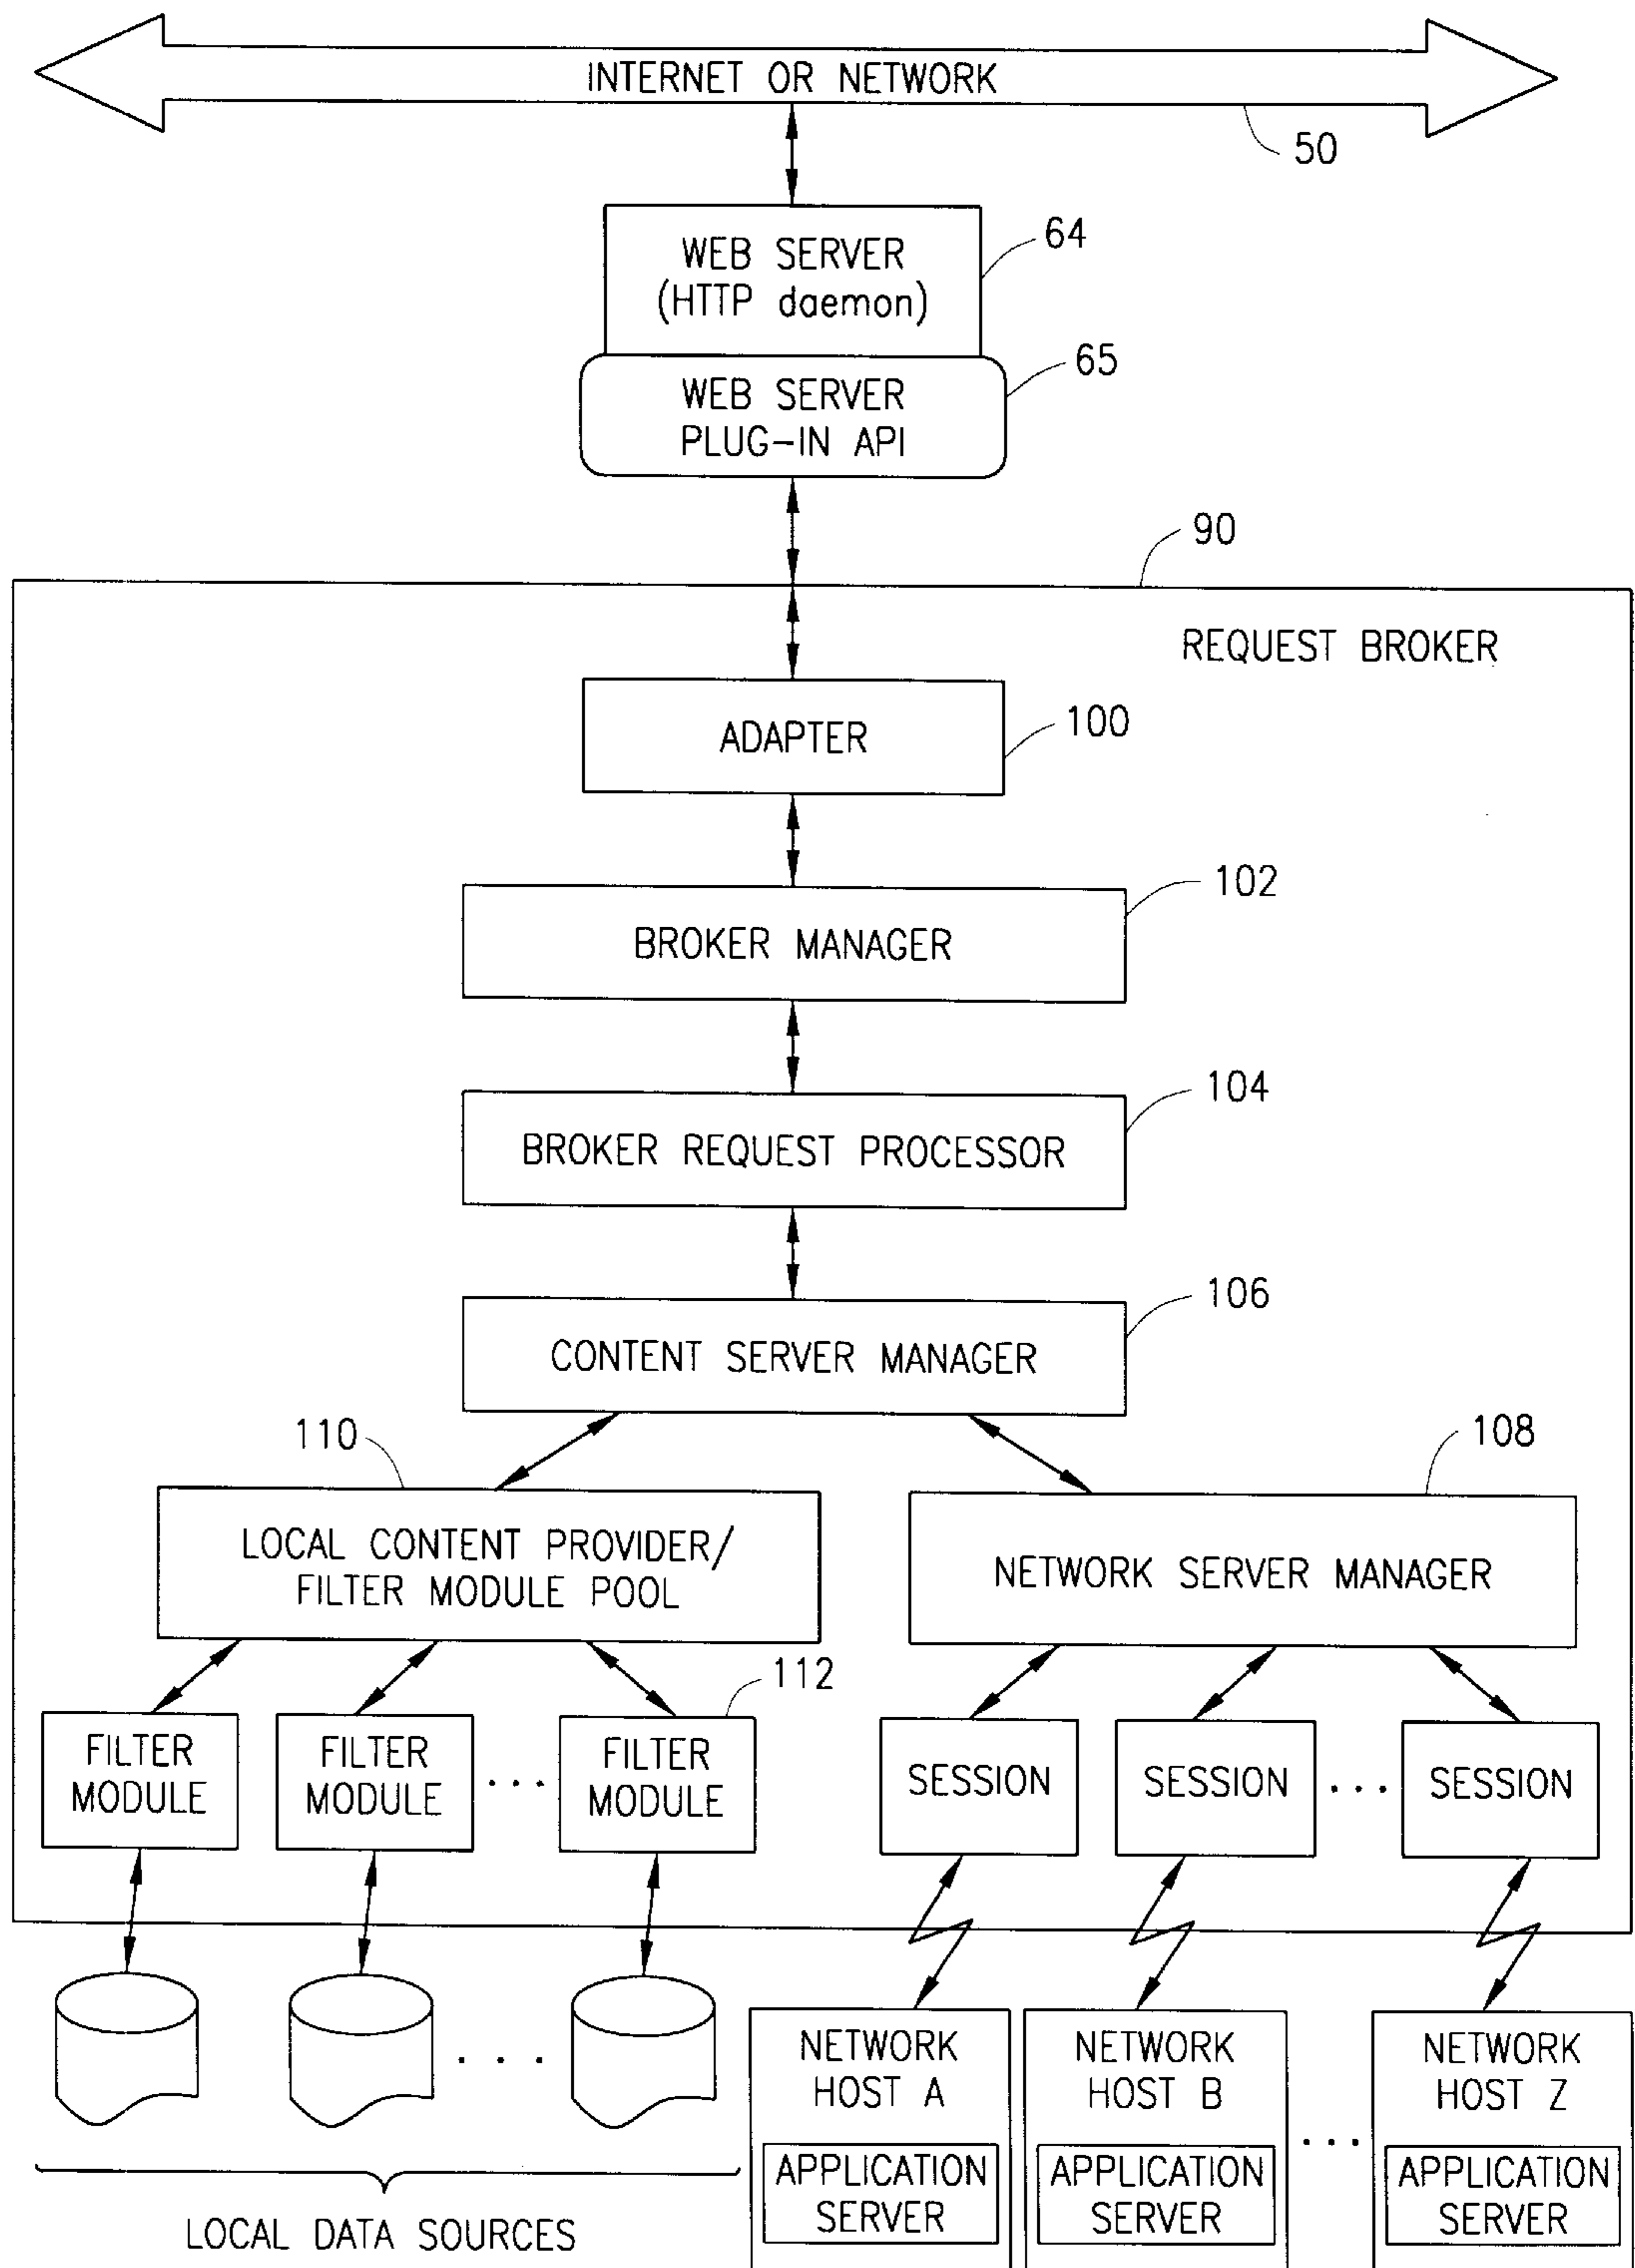 INTERNET OR NETWORK
50
WEB SERVER
(HTTP daemon)
64
WEB SERVER
PLUG-IN API
65
90
REQUEST BROKER
ADAPTER
100
BROKER MANAGER
102
BROKER REQUEST PROCESSOR
104
CONTENT SERVER MANAGER
106
110
108
LOCAL CONTENT PROVIDER/
FILTER MODULE POOL
NETWORK SERVER MANAGER
112
FILTER
MODULE
FILTER
MODULE
...
FILTER
MODULE
SESSION
SESSION
...
SESSION
. . .
NETWORK
HOST A
APPLICATION
SERVER
NETWORK
HOST B
APPLICATION
SERVER
...
NETWORK
HOST Z
APPLICATION
SERVER
LOCAL DATA SOURCES